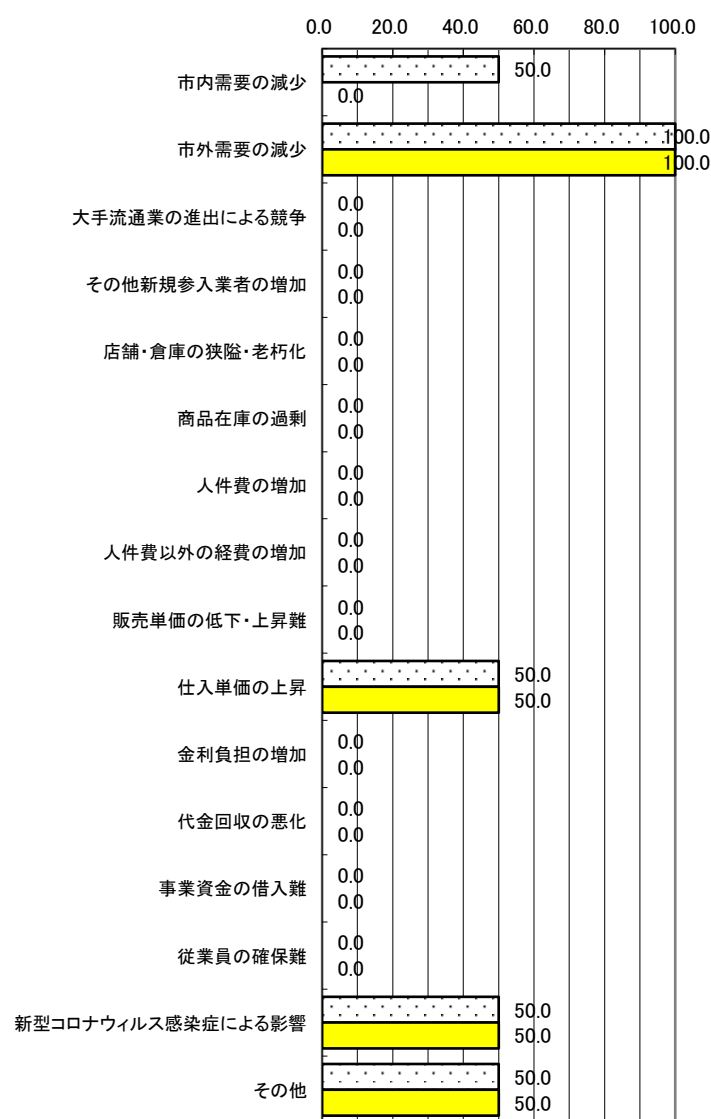 0.0 20.0 40.0 60.0 80.0 100.0
市内需要の減少 50.0
0.0
市外需要の減少 100.0
100.0
大手流通業の進出による競争 0.0
0.0
その他新規参入業者の増加 0.0
0.0
店舗・倉庫の狭隘・老朽化 0.0
0.0
商品在庫の過剰 0.0
0.0
人件費の増加 0.0
0.0
人件費以外の経費の増加 0.0
0.0
販売単価の低下・上昇難 0.0
0.0
仕入単価の上昇 50.0
50.0
金利負担の増加 0.0
0.0
代金回収の悪化 0.0
0.0
事業資金の借入難 0.0
0.0
従業員の確保難 0.0
0.0
新型コロナウィルス感染症による影響 50.0
50.0
その他 50.0
50.0